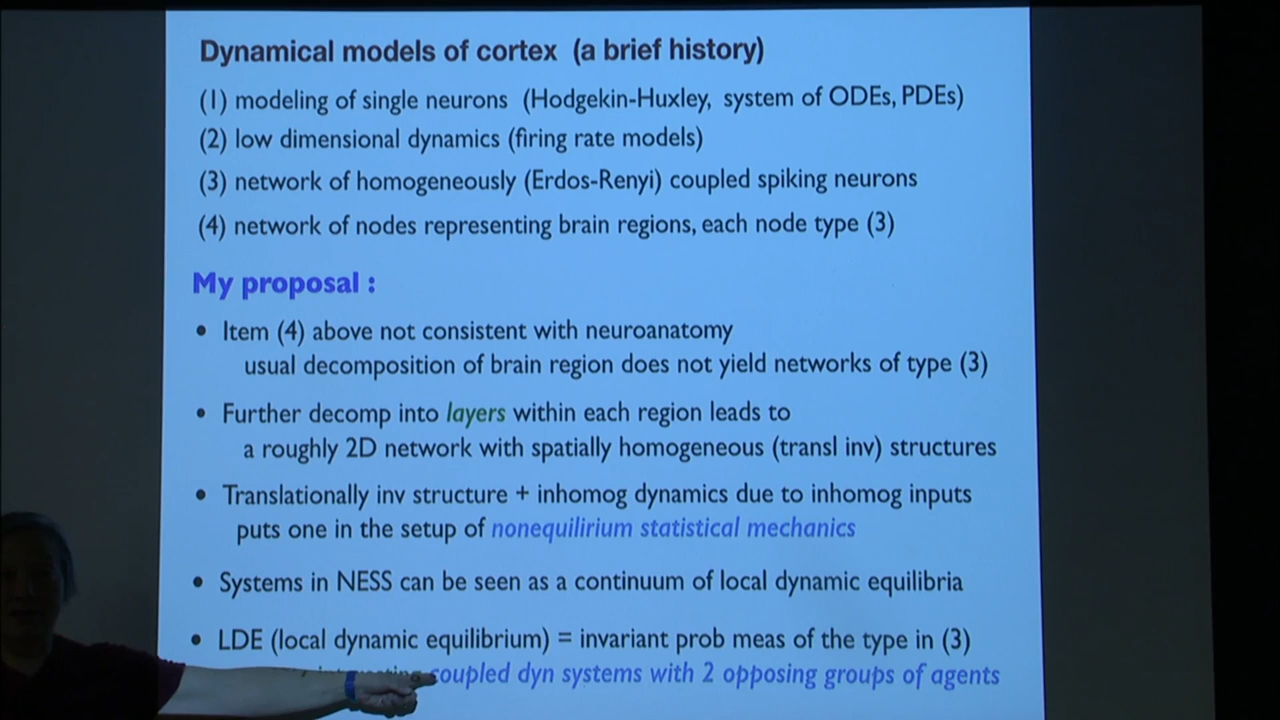 Dynamical models of cortex (a brief history)
(1) modeling of single neurons (Hodgekin-Huxley, system of ODEs, PDEs)
(2) low dimensional dynamics (firing rate models)
(3) network of homogeneously (Erdos-Renyi) coupled spiking neurons
(4) network of nodes representing brain regions, each node type (3)
My proposal :
• Item (4) above not consistent with neuroanatomy
usual decomposition of brain region does not yield networks of type (3)
• Further decomp into layers within each region leads to
a roughly 2D network with spatially homogeneous (transl inv) structures
• Translationally inv structure + inhomog dynamics due to inhomog inputs
puts one in the setup of nonequilirium statistical mechanics
• Systems in NESS can be seen as a continuum of local dynamic equilibria
• LDE (local dynamic equilibrium) = invariant prob meas of the type in (3)
coupled dyn systems with 2 opposing groups of agents